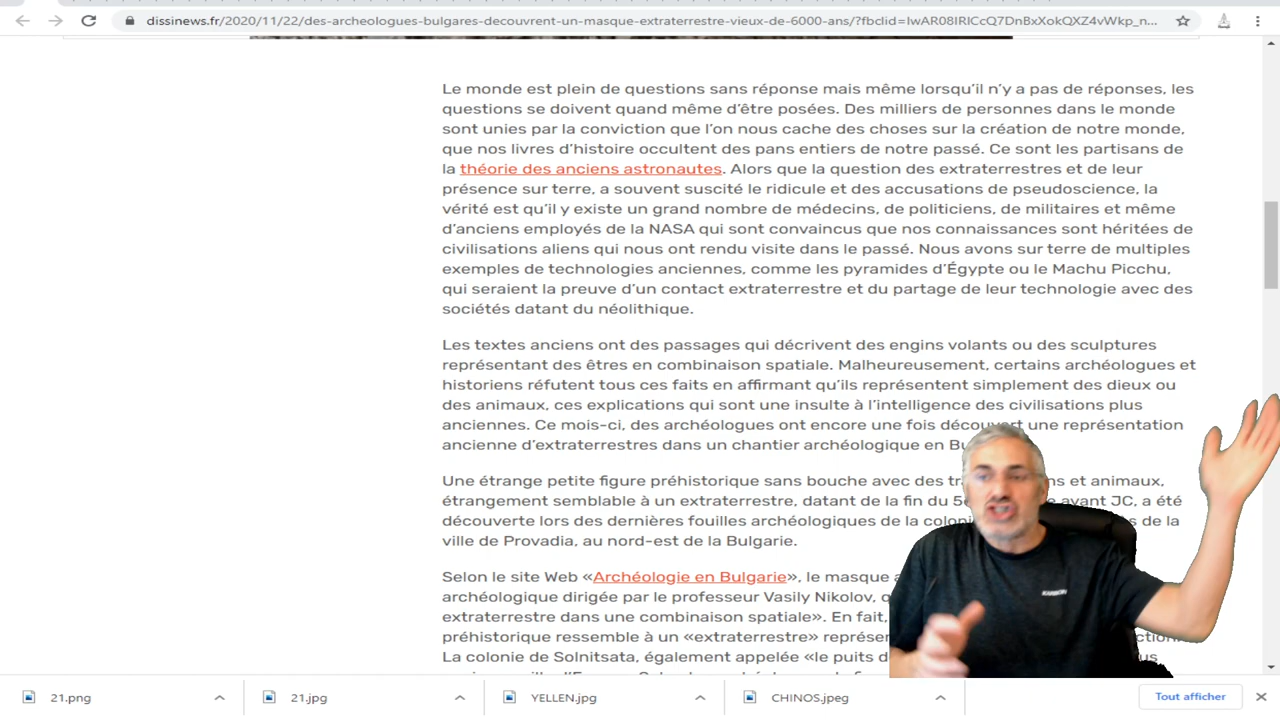 dissinews.fr/2020/11/22/des-archeologues-bulgares-decouvrent-un-masque-extraterrestre-vieux-de-6000-ans/?fbclid=IwAR08IRICcQ7DnBxXokQXZ4vWkp_n...
Le monde est plein de questions sans réponse mais même lorsqu'il n'y a pas de réponses, les
questions se doivent quand même d'être posées. Des milliers de personnes dans le monde
sont unies par la conviction que l'on nous cache des choses sur la création de notre monde,
que nos livres d'histoire occultent des pans entiers de notre passé. Ce sont les partisans de
la théorie des anciens astronautes. Alors que la question des extraterrestres et de leur
présence sur terre, a souvent suscité le ridicule et des accusations de pseudoscience, la
vérité est qu'il y existe un grand nombre de médecins, de politiciens, de militaires et même
d'anciens employés de la NASA qui sont convaincus que nos connaissances sont héritées de
civilisations aliens qui nous ont rendu visite dans le passé. Nous avons sur terre de multiples
exemples de technologies anciennes, comme les pyramides d'Égypte ou le Machu Picchu,
qui seraient la preuve d'un contact extraterrestre et du partage de leur technologie avec des
sociétés datant du néolithique.
Les textes anciens ont des passages qui décrivent des engins volants ou des sculptures
représentant des êtres en combinaison spatiale. Malheureusement, certains archéologues et
historiens réfutent tous ces faits en affirmant qu'ils représentent simplement des dieux ou
des animaux, ces explications qui sont une insulte à l'intelligence des civilisations plus
anciennes. Ce mois-ci, des archéologues ont encore une fois découvert une représentation
ancienne d'extraterrestres dans un chantier archéologique en
Une étrange petite figure préhistorique sans bouche avec des et animaux,
étrangement semblable à un extraterrestre, datant de la fin du avant JC, a été
découverte lors des dernières fouilles archéologiques de la de la
ville de Provadia, au nord-est de la Bulgarie.
Selon le site Web «Archéologie en Bulgarie», le masque
archéologique dirigée par le professeur Vasily Nikolov,
extraterrestre dans une combinaison spatiale». En fait,
préhistorique ressemble à un «extraterrestre»
La colonie de Solnitsata, également appelée «le puits
KARBON
21.png
21.jpg
YELLEN.jpg
CHINOS.jpeg
Tout afficher